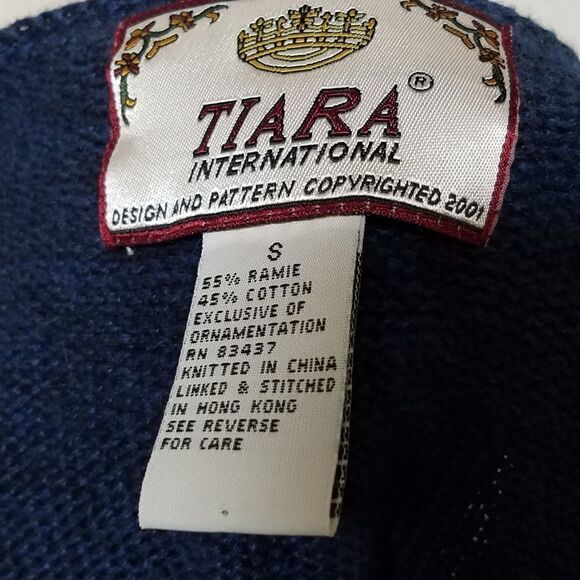 TIARA ®
INTERNATIONAL
DESIGN AND PATTERN COPYRIGHTED 2001
S
55% RAMIE
45% COTTON
EXCLUSIVE OF
ORNAMENTATION
RN 83437
KNITTED IN CHINA
LINKED & STITCHED
IN HONG KONG
SEE REVERSE
FOR CARE